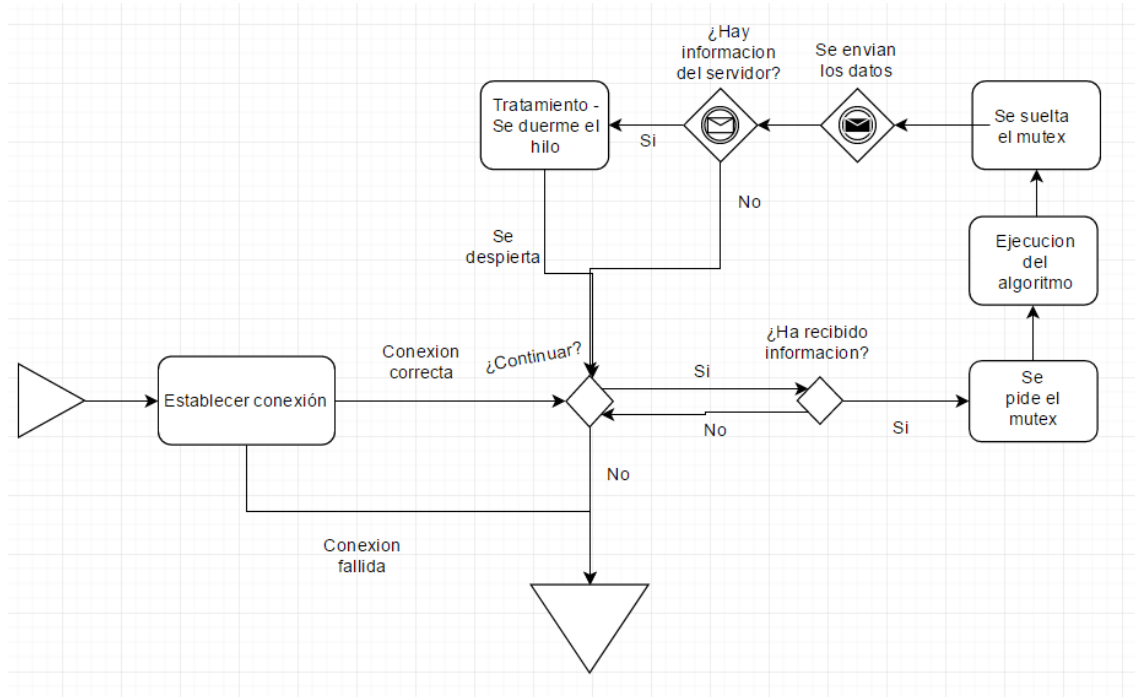 ¿Hay
informacion
del servidor?
Se envian
los datos
Tratamiento -
Se duerme el
hilo
Si
Se suelta
el mutex
No
Se
despierta
Ejecucion
del
algoritmo
¿Ha recibido
informacion?
Conexion
correcta
¿Continuar?
Si
Se
pide el
mutex
Establecer conexión
No
Si
No
Conexion
fallida